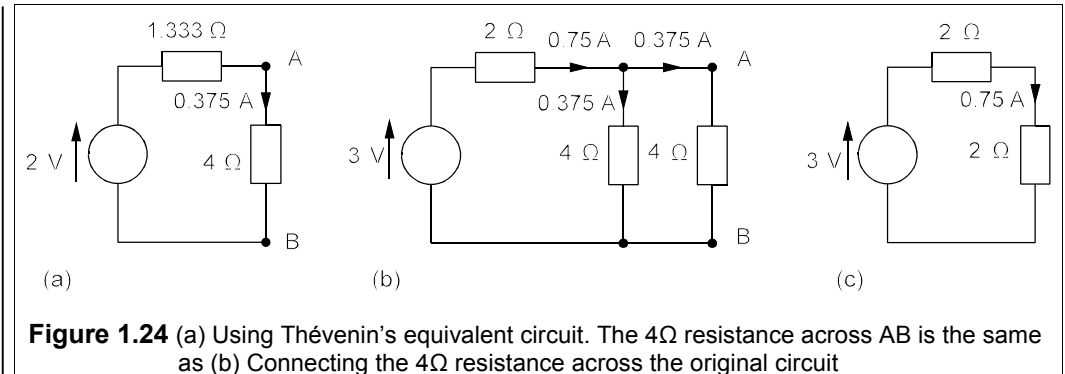 1.333 Ω
A
0.375 A
2 V
4 Ω
B
(a)
2 Ω
0.75 A
0.375 A
A
0.375 A
3 V
4 Ω
4 Ω
B
(b)
2 Ω
0.75 A
3 V
2 Ω
(c)
Figure 1.24 (a) Using Thévenin's equivalent circuit. The 4Ω resistance across AB is the same
as (b) Connecting the 4Ω resistance across the original circuit